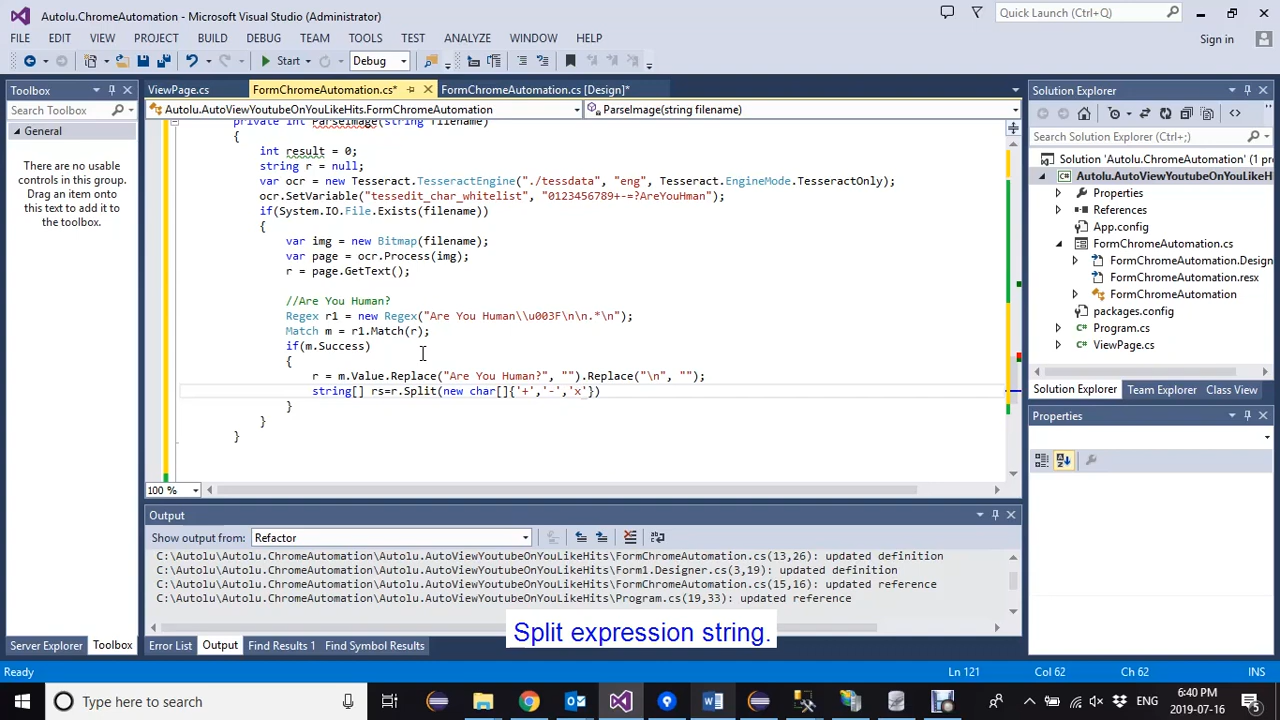 Autolu.ChromeAutomation - Microsoft Visual Studio (Administrator)
Quick Launch (Ctrl+Q)
FILE EDIT VIEW PROJECT BUILD DEBUG TEAM TOOLS TEST ANALYZE WINDOW HELP
Sign in
Start Debug
Toolbox
Search Toolbox
General
There are no usable
controls in this group.
Drag an item onto
this text to add it to
the toolbox.
ViewPage.cs FormChromeAutomation.cs* FormChromeAutomation.cs [Design]*
Autolu.AutoViewYoutubeOnYouLikeHits.FormChromeAutomation ParseImage(string filename)
private int ParseImage(string filename)
{
int result = 0;
string r = null;
var ocr = new Tesseract.TesseractEngine("./tessdata", "eng", Tesseract.EngineMode.TesseractOnly);
ocr.SetVariable("tessedit_char_whitelist", "0123456789+-=?AreYouHman");
if(System.IO.File.Exists(filename))
{
var img = new Bitmap(filename);
var page = ocr.Process(img);
r = page.GetText();
//Are You Human?
Regex r1 = new Regex("Are You Human\\u003F\n\n.*\n");
Match m = r1.Match(r);
if(m.Success)
{
r = m.Value.Replace("Are You Human?", "").Replace("\n", "");
string[] rs=r.Split(new char[]{'+','-','x'})
}
}
}
100 %
Solution Explorer
Search Solution Explorer (Ctrl+;)
Solution 'Autolu.ChromeAutomation' (1 proje
Autolu.AutoViewYoutubeOnYouLikeH
Properties
References
App.config
FormChromeAutomation.cs
FormChromeAutomation.Design
FormChromeAutomation.resx
FormChromeAutomation
packages.config
Program.cs
ViewPage.cs
Solution Explorer Team Explorer Class View
Properties
Output
Show output from: Refactor
C:\Autolu\Autolu.ChromeAutomation\Autolu.AutoViewYoutubeOnYouLikeHits\FormChromeAutomation.cs(13,26): updated definition
C:\Autolu\Autolu.ChromeAutomation\Autolu.AutoViewYoutubeOnYouLikeHits\Form1.Designer.cs(3,19): updated definition
C:\Autolu\Autolu.ChromeAutomation\Autolu.AutoViewYoutubeOnYouLikeHits\FormChromeAutomation.cs(15,16): updated reference
C:\Autolu\Autolu.ChromeAutomation\Autolu.AutoViewYoutubeOnYouLikeHits\Program.cs(19,33): updated reference
Split expression string.
Server Explorer Toolbox Error List Output Find Results 1 Find Symbol Results
Ready Ln 121 Col 62 Ch 62 INS
Type here to search
ENG
6:40 PM
2019-07-16